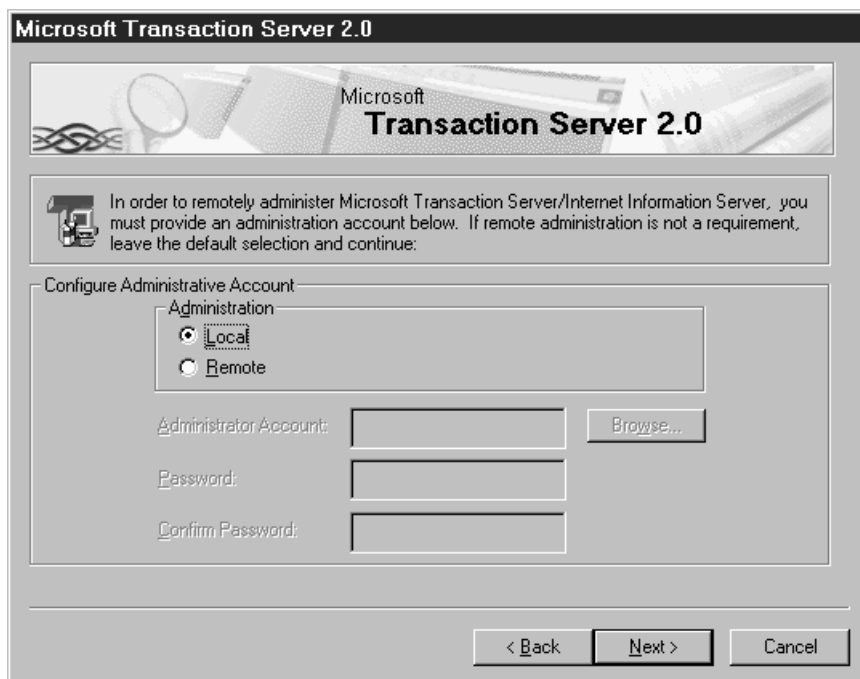 Microsoft Transaction Server 2.0
Microsoft
Transaction Server 2.0
In order to remotely administer Microsoft Transaction Server/Internet Information Server, you
must provide an administration account below. If remote administration is not a requirement,
leave the default selection and continue:
Configure Administrative Account
Administration
Local
Remote
Administrator Account:
Browse...
Password:
Confirm Password:
< Back
Next >
Cancel